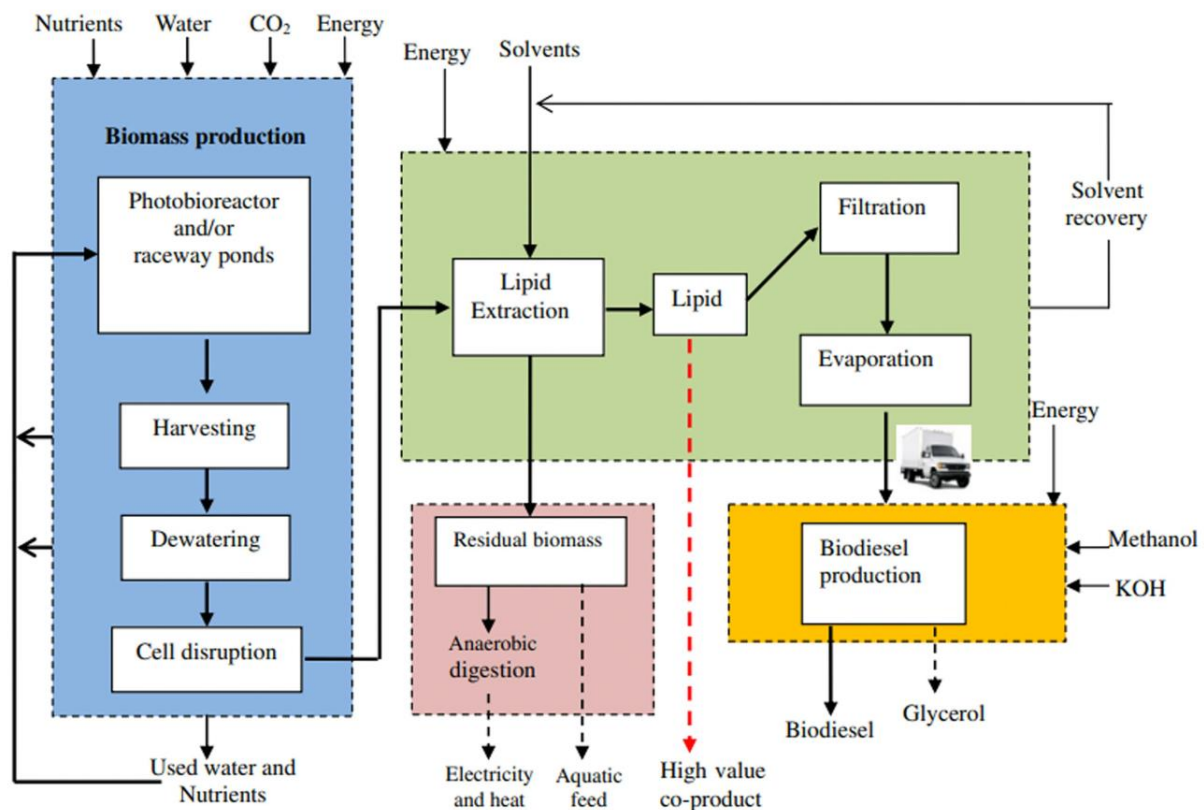 Nutrients
Water
CO₂
Energy
Biomass production
Photobioreactor
and/or
raceway ponds
Harvesting
Dewatering
Cell disruption
Used water and
Nutrients
Energy
Solvents
Solvent
recovery
Lipid
Extraction
Lipid
Filtration
Evaporation
Residual biomass
Anaerobic
digestion
Electricity
and heat
Aquatic
feed
High value
co-product
Energy
Methanol
KOH
Biodiesel
production
Biodiesel
Glycerol